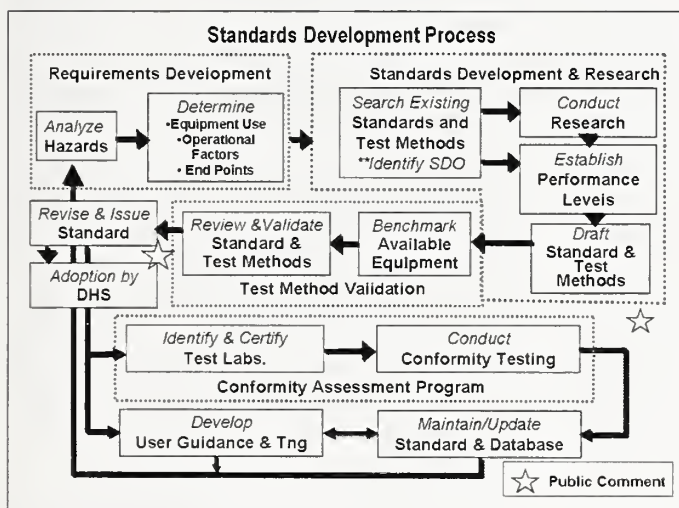 Standards Development Process
Requirements Development
Analyze
Hazards
Determine
•Equipment Use
•Operational
Factors
• End Points
Standards Development & Research
Search Existing
Standards and
Test Methods
**Identify SDO
Conduct
Research
Establish
Performance
Levels
Draft
Standard &
Test
Methods
Benchmark
Available
Equipment
Review &Validate
Standard &
Test Methods
Test Method Validation
Revise & Issue
Standard
Adoption by
DHS
Identify & Certify
Test Labs.
Conduct
Conformity Testing
Conformity Assessment Program
Develop
User Guidance & Tng
Maintain/Update
Standard & Database
Public Comment